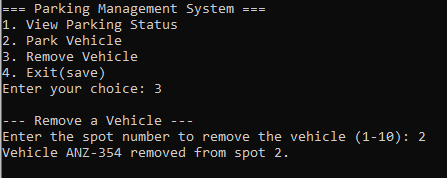 === Parking Management System ===
1. View Parking Status
2. Park Vehicle
3. Remove Vehicle
4. Exit(save)
Enter your choice: 3
--- Remove a Vehicle ---
Enter the spot number to remove the vehicle (1-10): 2
Vehicle ANZ-354 removed from spot 2.